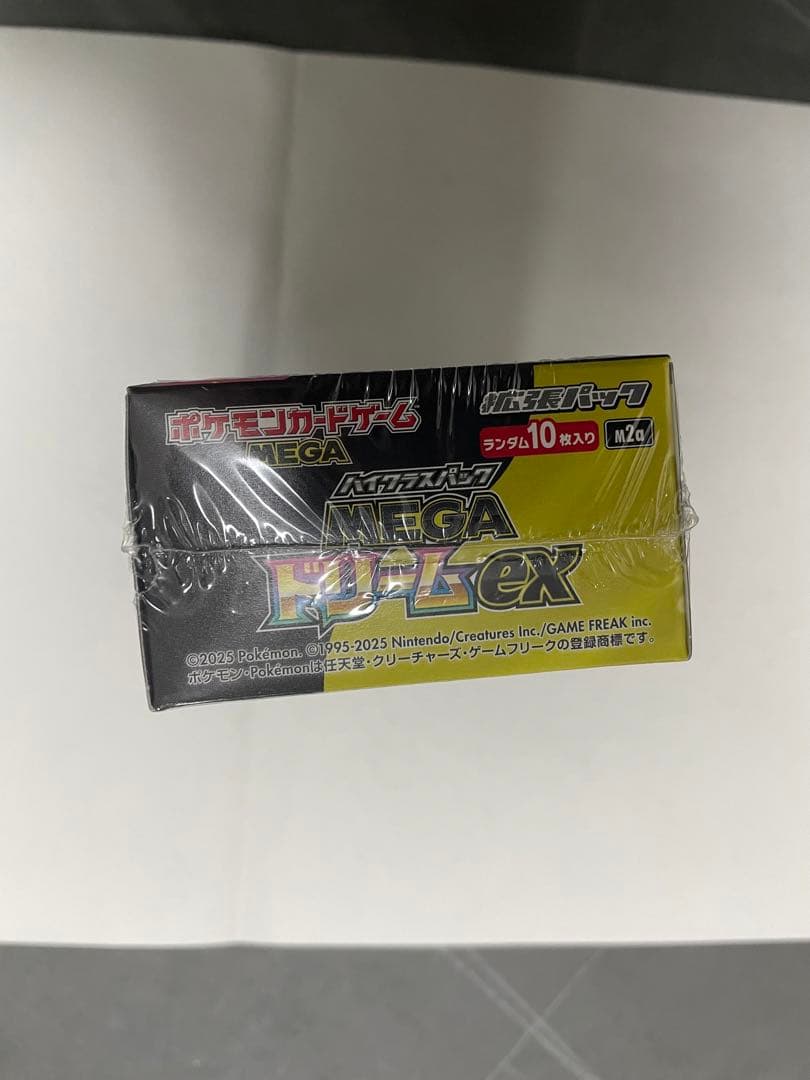 ポケモンカードゲーム
MEGA
拡張パック
ランダム10枚入り
M2a
ハイクラスパック
MEGA
ドリームex
©2025 Pokémon. ©1995-2025 Nintendo/Creatures Inc./GAME FREAK inc.
ポケモン・Pokémonは任天堂・クリーチャーズ・ゲームフリークの登録商標です。